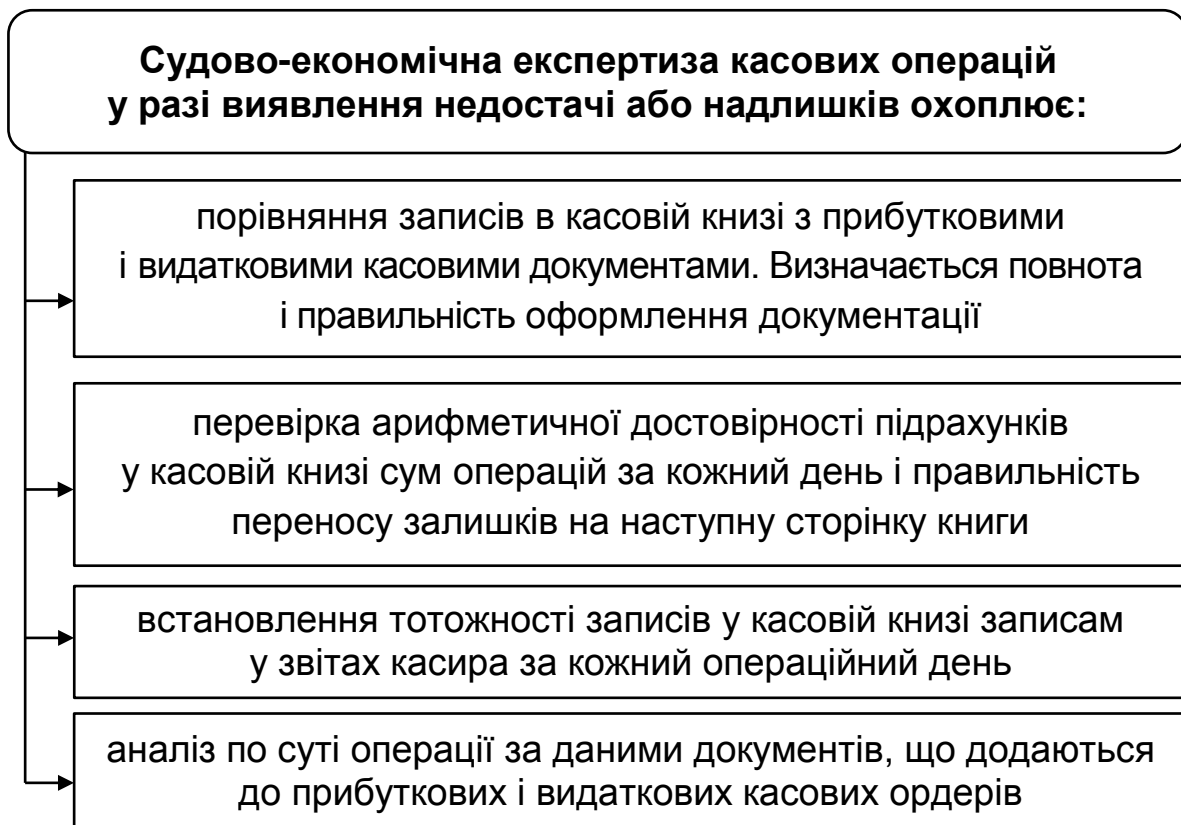 Судово-економічна експертиза касових операцій
у разі виявлення недостачі або надлишків охоплює:
порівняння записів в касовій книзі з прибутковими
і видатковими касовими документами. Визначається повнота
і правильність оформлення документації
перевірка арифметичної достовірності підрахунків
у касовій книзі сум операцій за кожний день і правильність
переносу залишків на наступну сторінку книги
встановлення тотожності записів у касовій книзі записам
у звітах касира за кожний операційний день
аналіз по суті операції за даними документів, що додаються
до прибуткових і видаткових касових ордерів